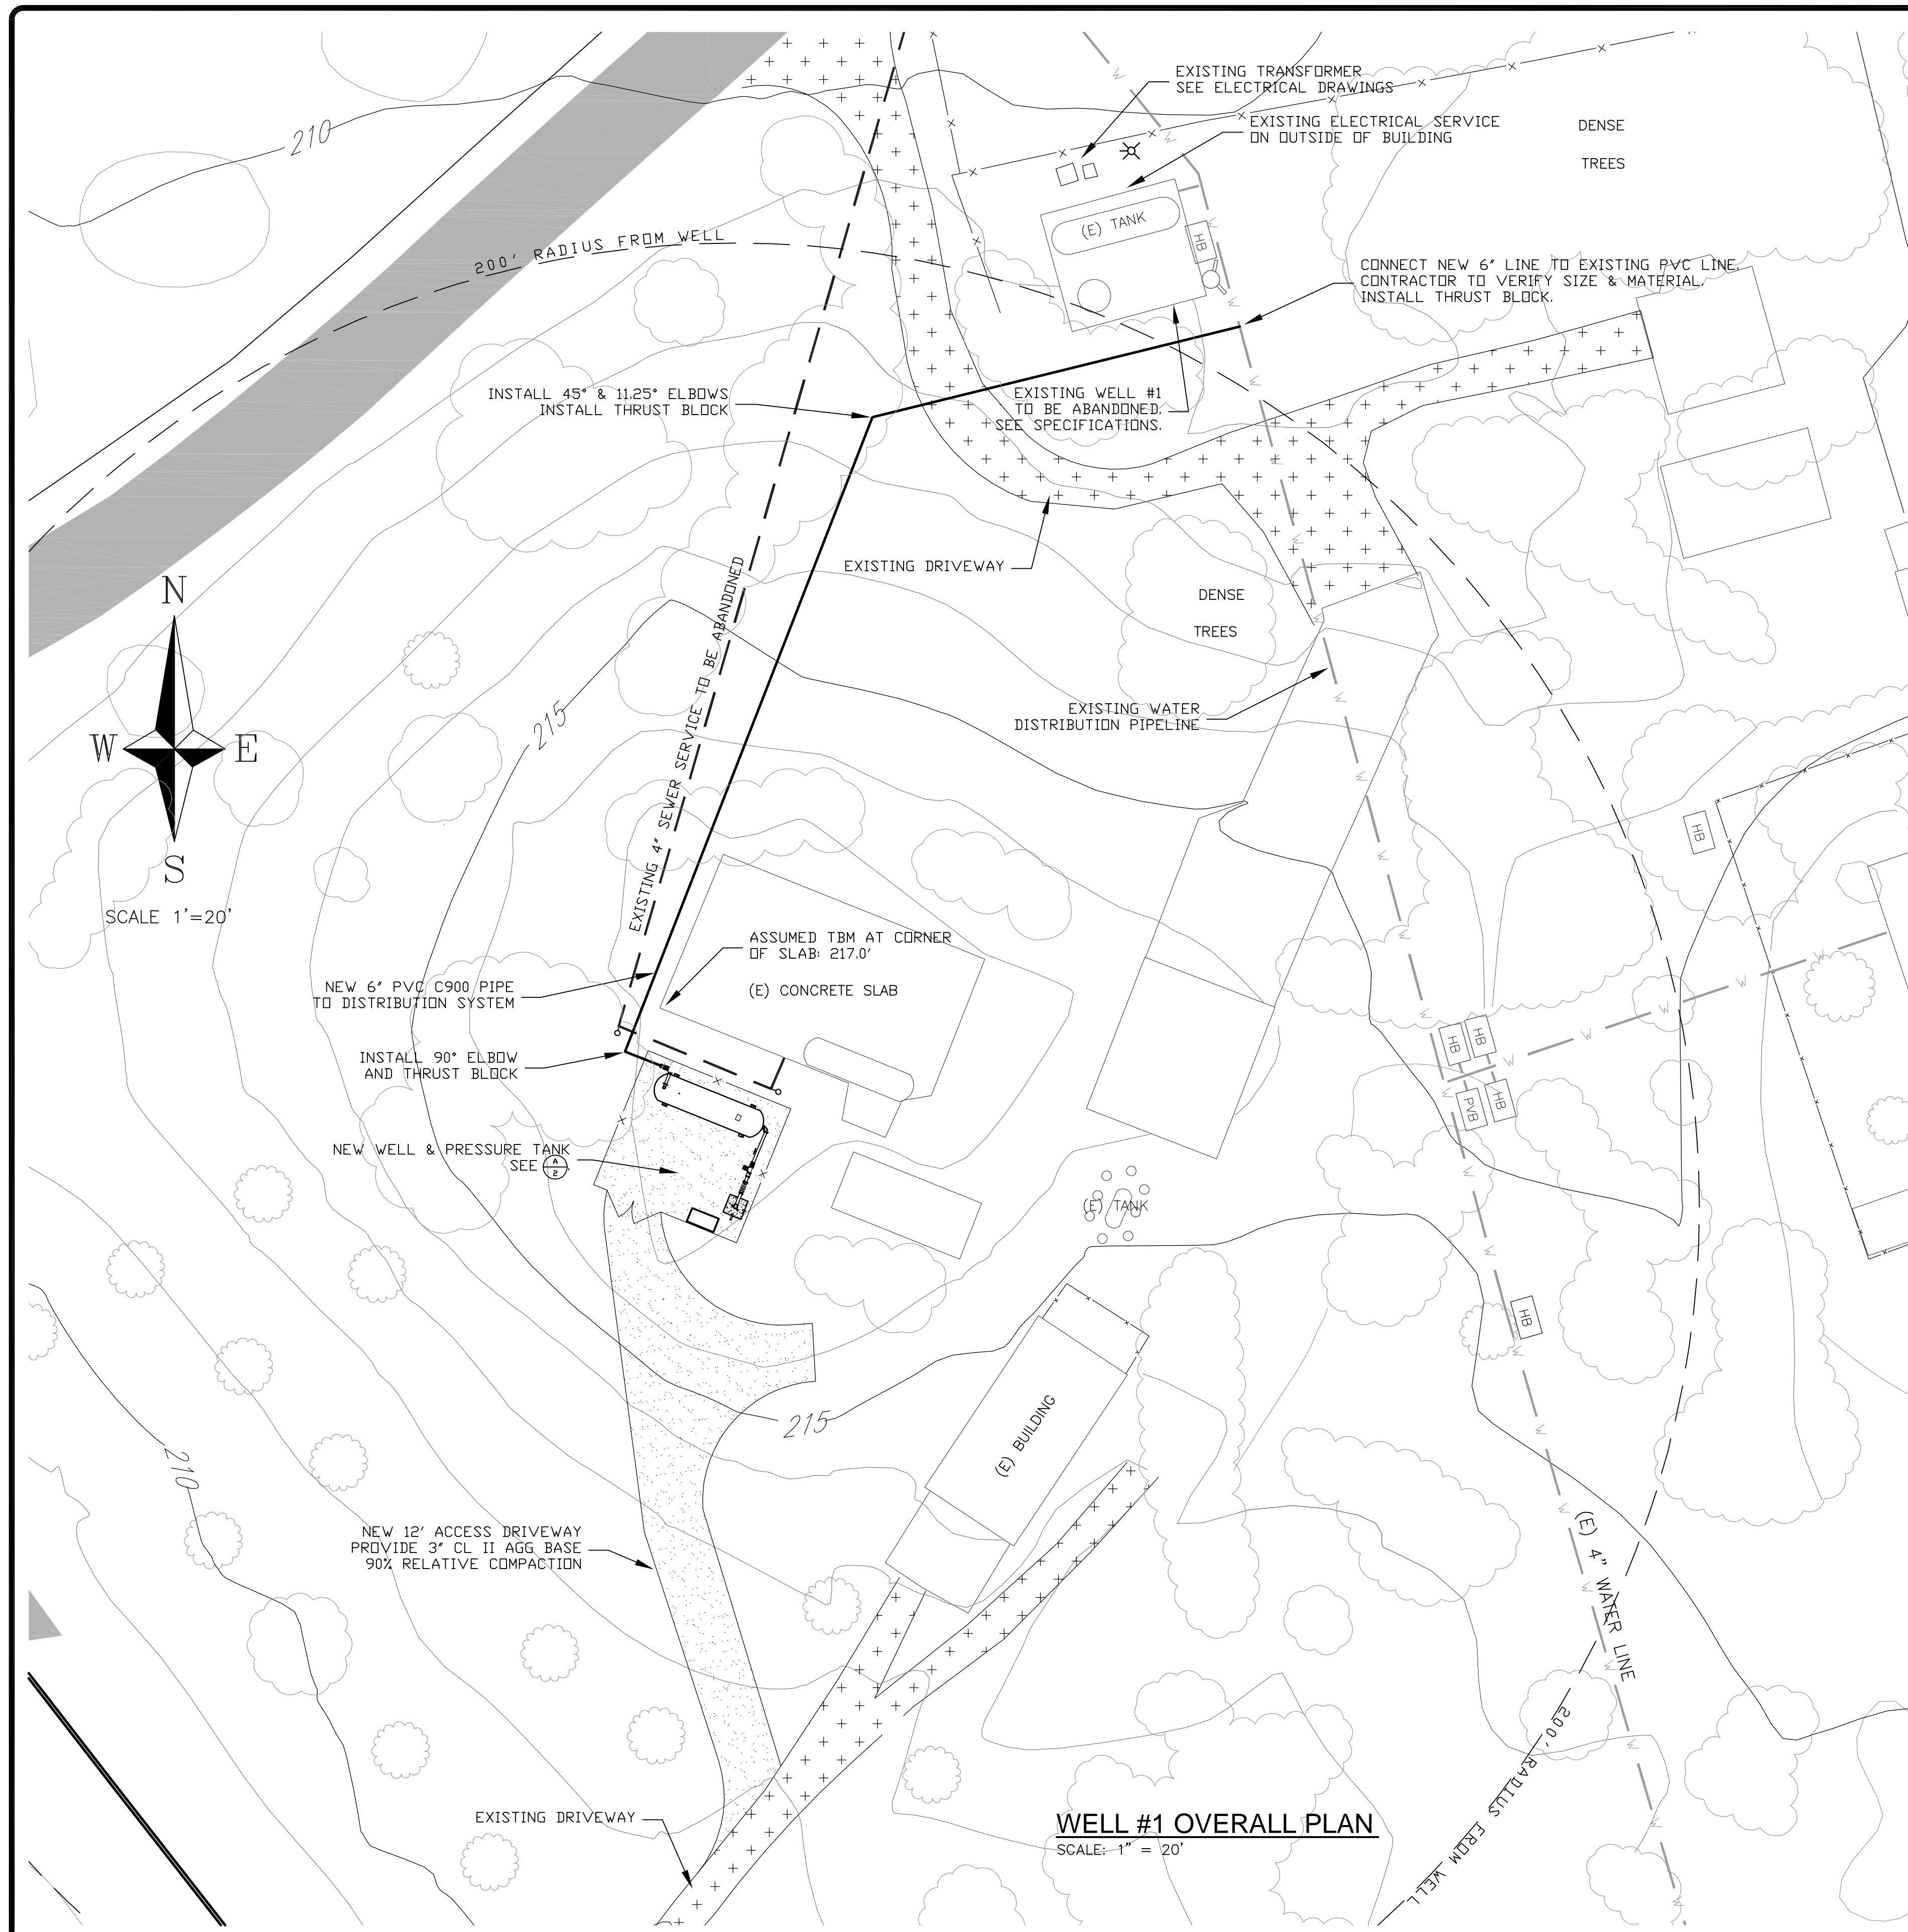 EXISTING TRANSFORMER
SEE ELECTRICAL DRAWINGS
EXISTING ELECTRICAL SERVICE
ON OUTSIDE OF BUILDING
DENSE
TREES
210
200' RADIUS FROM WELL
(E) TANK
HB
CONNECT NEW 6" LINE TO EXISTING PVC LINE.
CONTRACTOR TO VERIFY SIZE & MATERIAL.
INSTALL THRUST BLOCK.
INSTALL 45° & 11.25° ELBOWS
INSTALL THRUST BLOCK
EXISTING WELL #1
TO BE ABANDONED.
SEE SPECIFICATIONS.
EXISTING DRIVEWAY
EXISTING 4" SEWER SERVICE TO BE ABANDONED
DENSE
TREES
N
W E
S
SCALE 1'=20'
215
EXISTING WATER
DISTRIBUTION PIPELINE
HB
ASSUMED TBM AT CORNER
OF SLAB: 217.0'
(E) CONCRETE SLAB
NEW 6" PVC C900 PIPE
TO DISTRIBUTION SYSTEM
INSTALL 90° ELBOW
AND THRUST BLOCK
W W W W
HB HB
PVB HB
NEW WELL & PRESSURE TANK
SEE A
2
(E) TANK
HB
215
(E) BUILDING
210
NEW 12' ACCESS DRIVEWAY
PROVIDE 3" CL II AGG BASE
90% RELATIVE COMPACTION
(E) 4" WATER LINE
200' RADIUS FROM WELL
EXISTING DRIVEWAY
WELL #1 OVERALL PLAN
SCALE: 1" = 20'